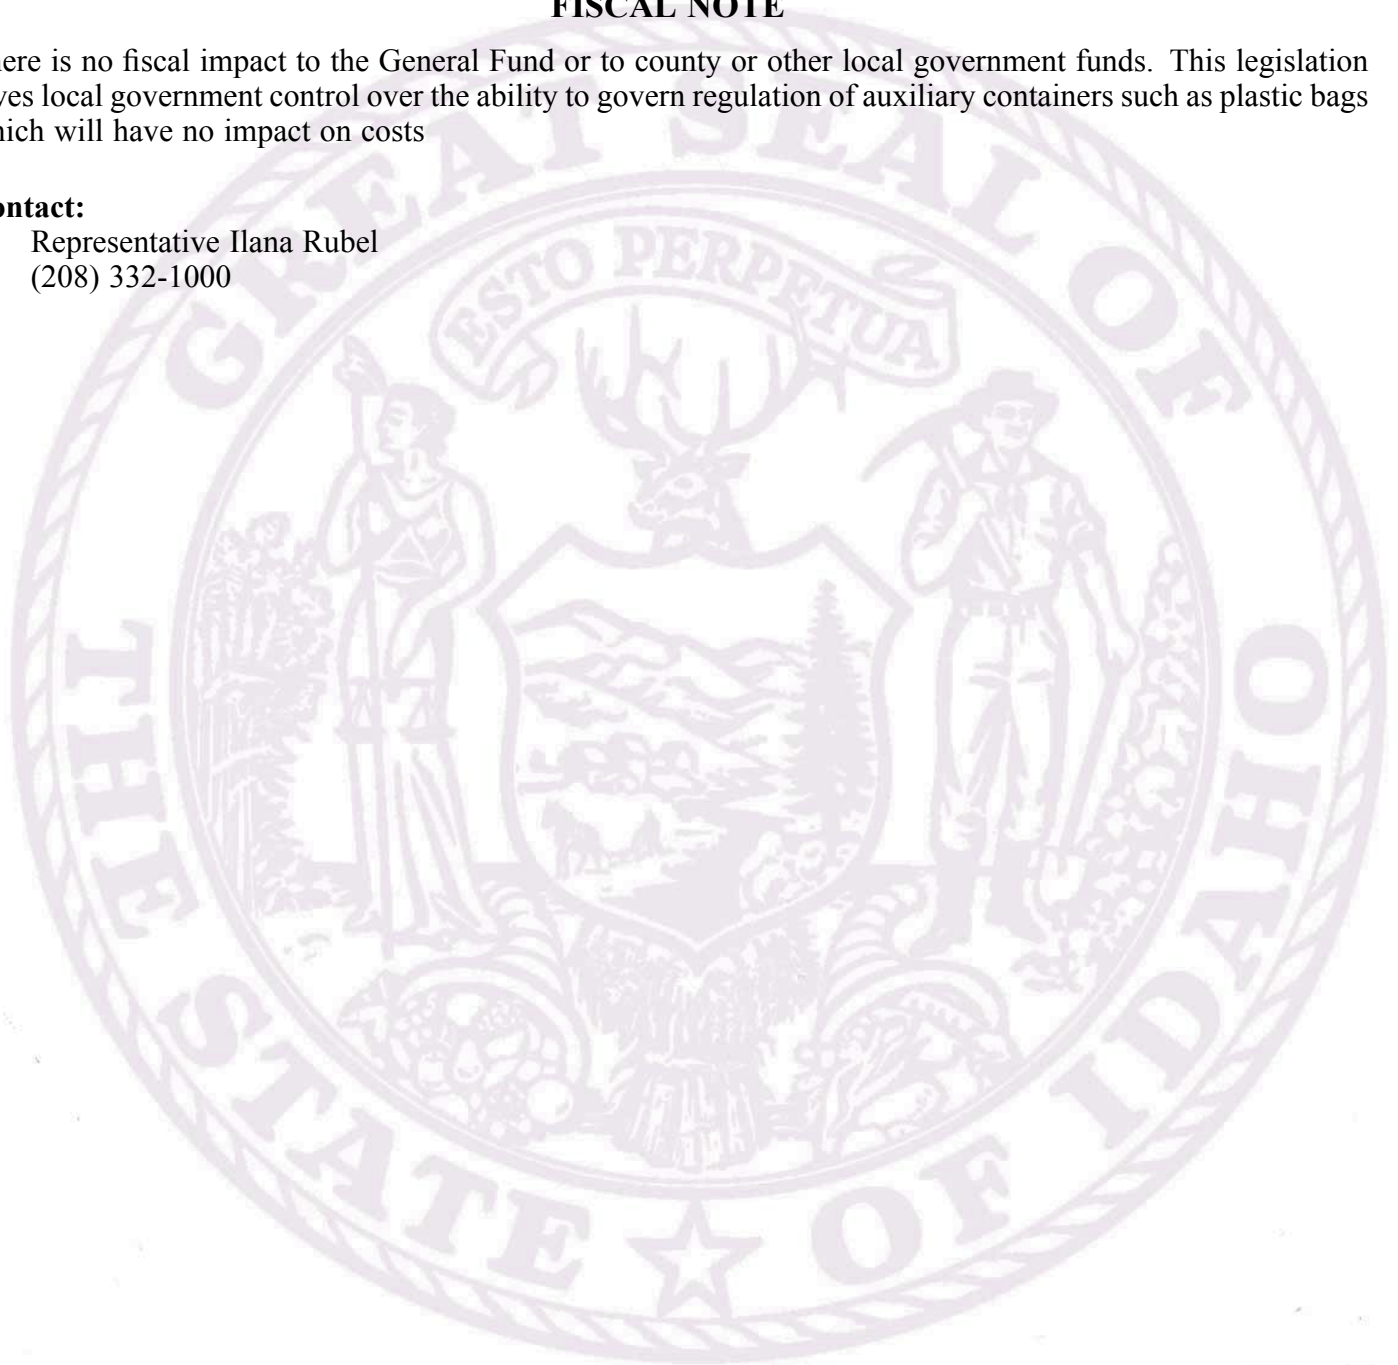 FISCAL NOTE
here is no fiscal impact to the General Fund or to county or other local government funds. This legislation
ves local government control over the ability to govern regulation of auxiliary containers such as plastic bags
hich will have no impact on costs
ontact:
Representative Ilana Rubel
(208) 332-1000
GREAT SEAL OF
ESTO PERPETUA
THE STATE OF IDAHO